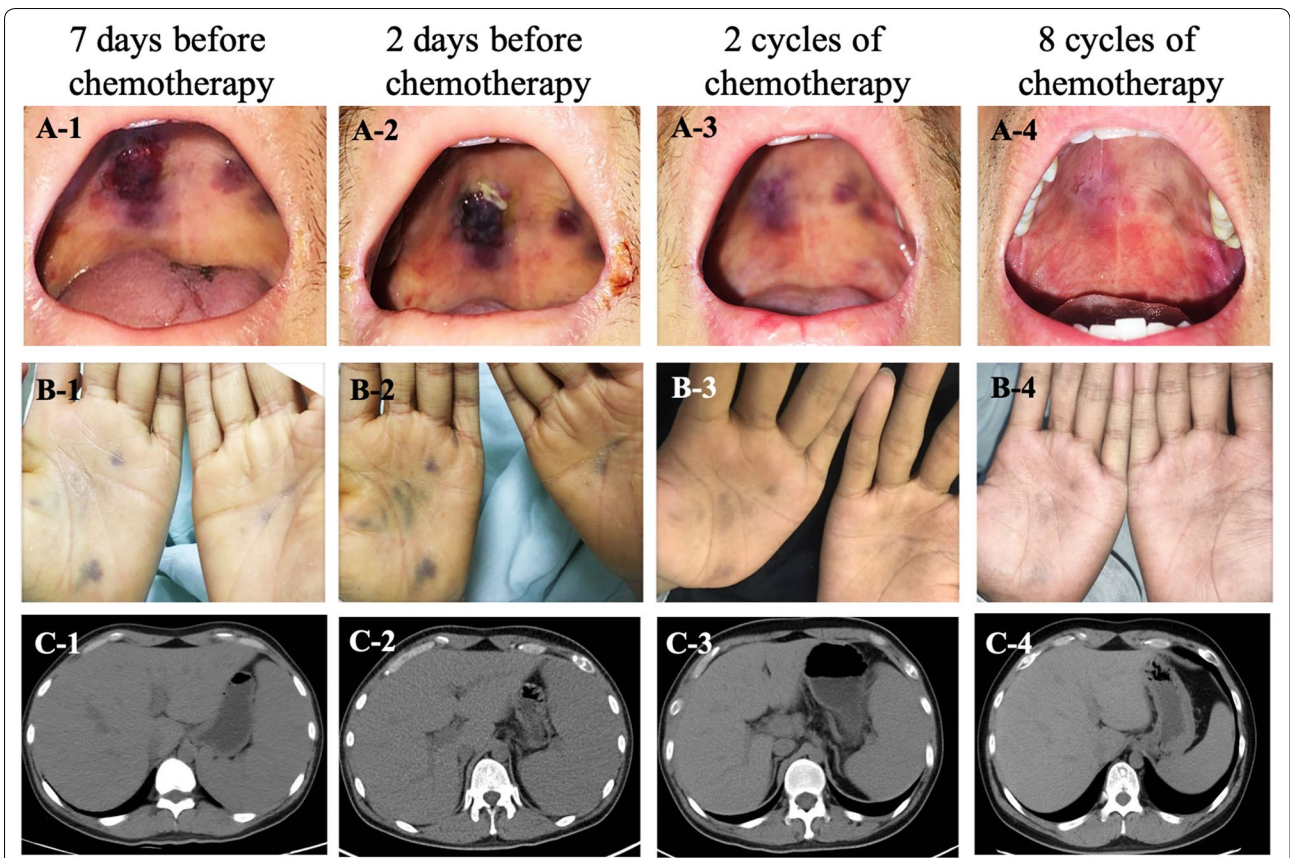 7 days before
chemotherapy
2 days before
chemotherapy
2 cycles of
chemotherapy
8 cycles of
chemotherapy
A-1
A-2
A-3
A-4
B-1
B-2
B-3
B-4
C-1
C-2
C-3
C-4